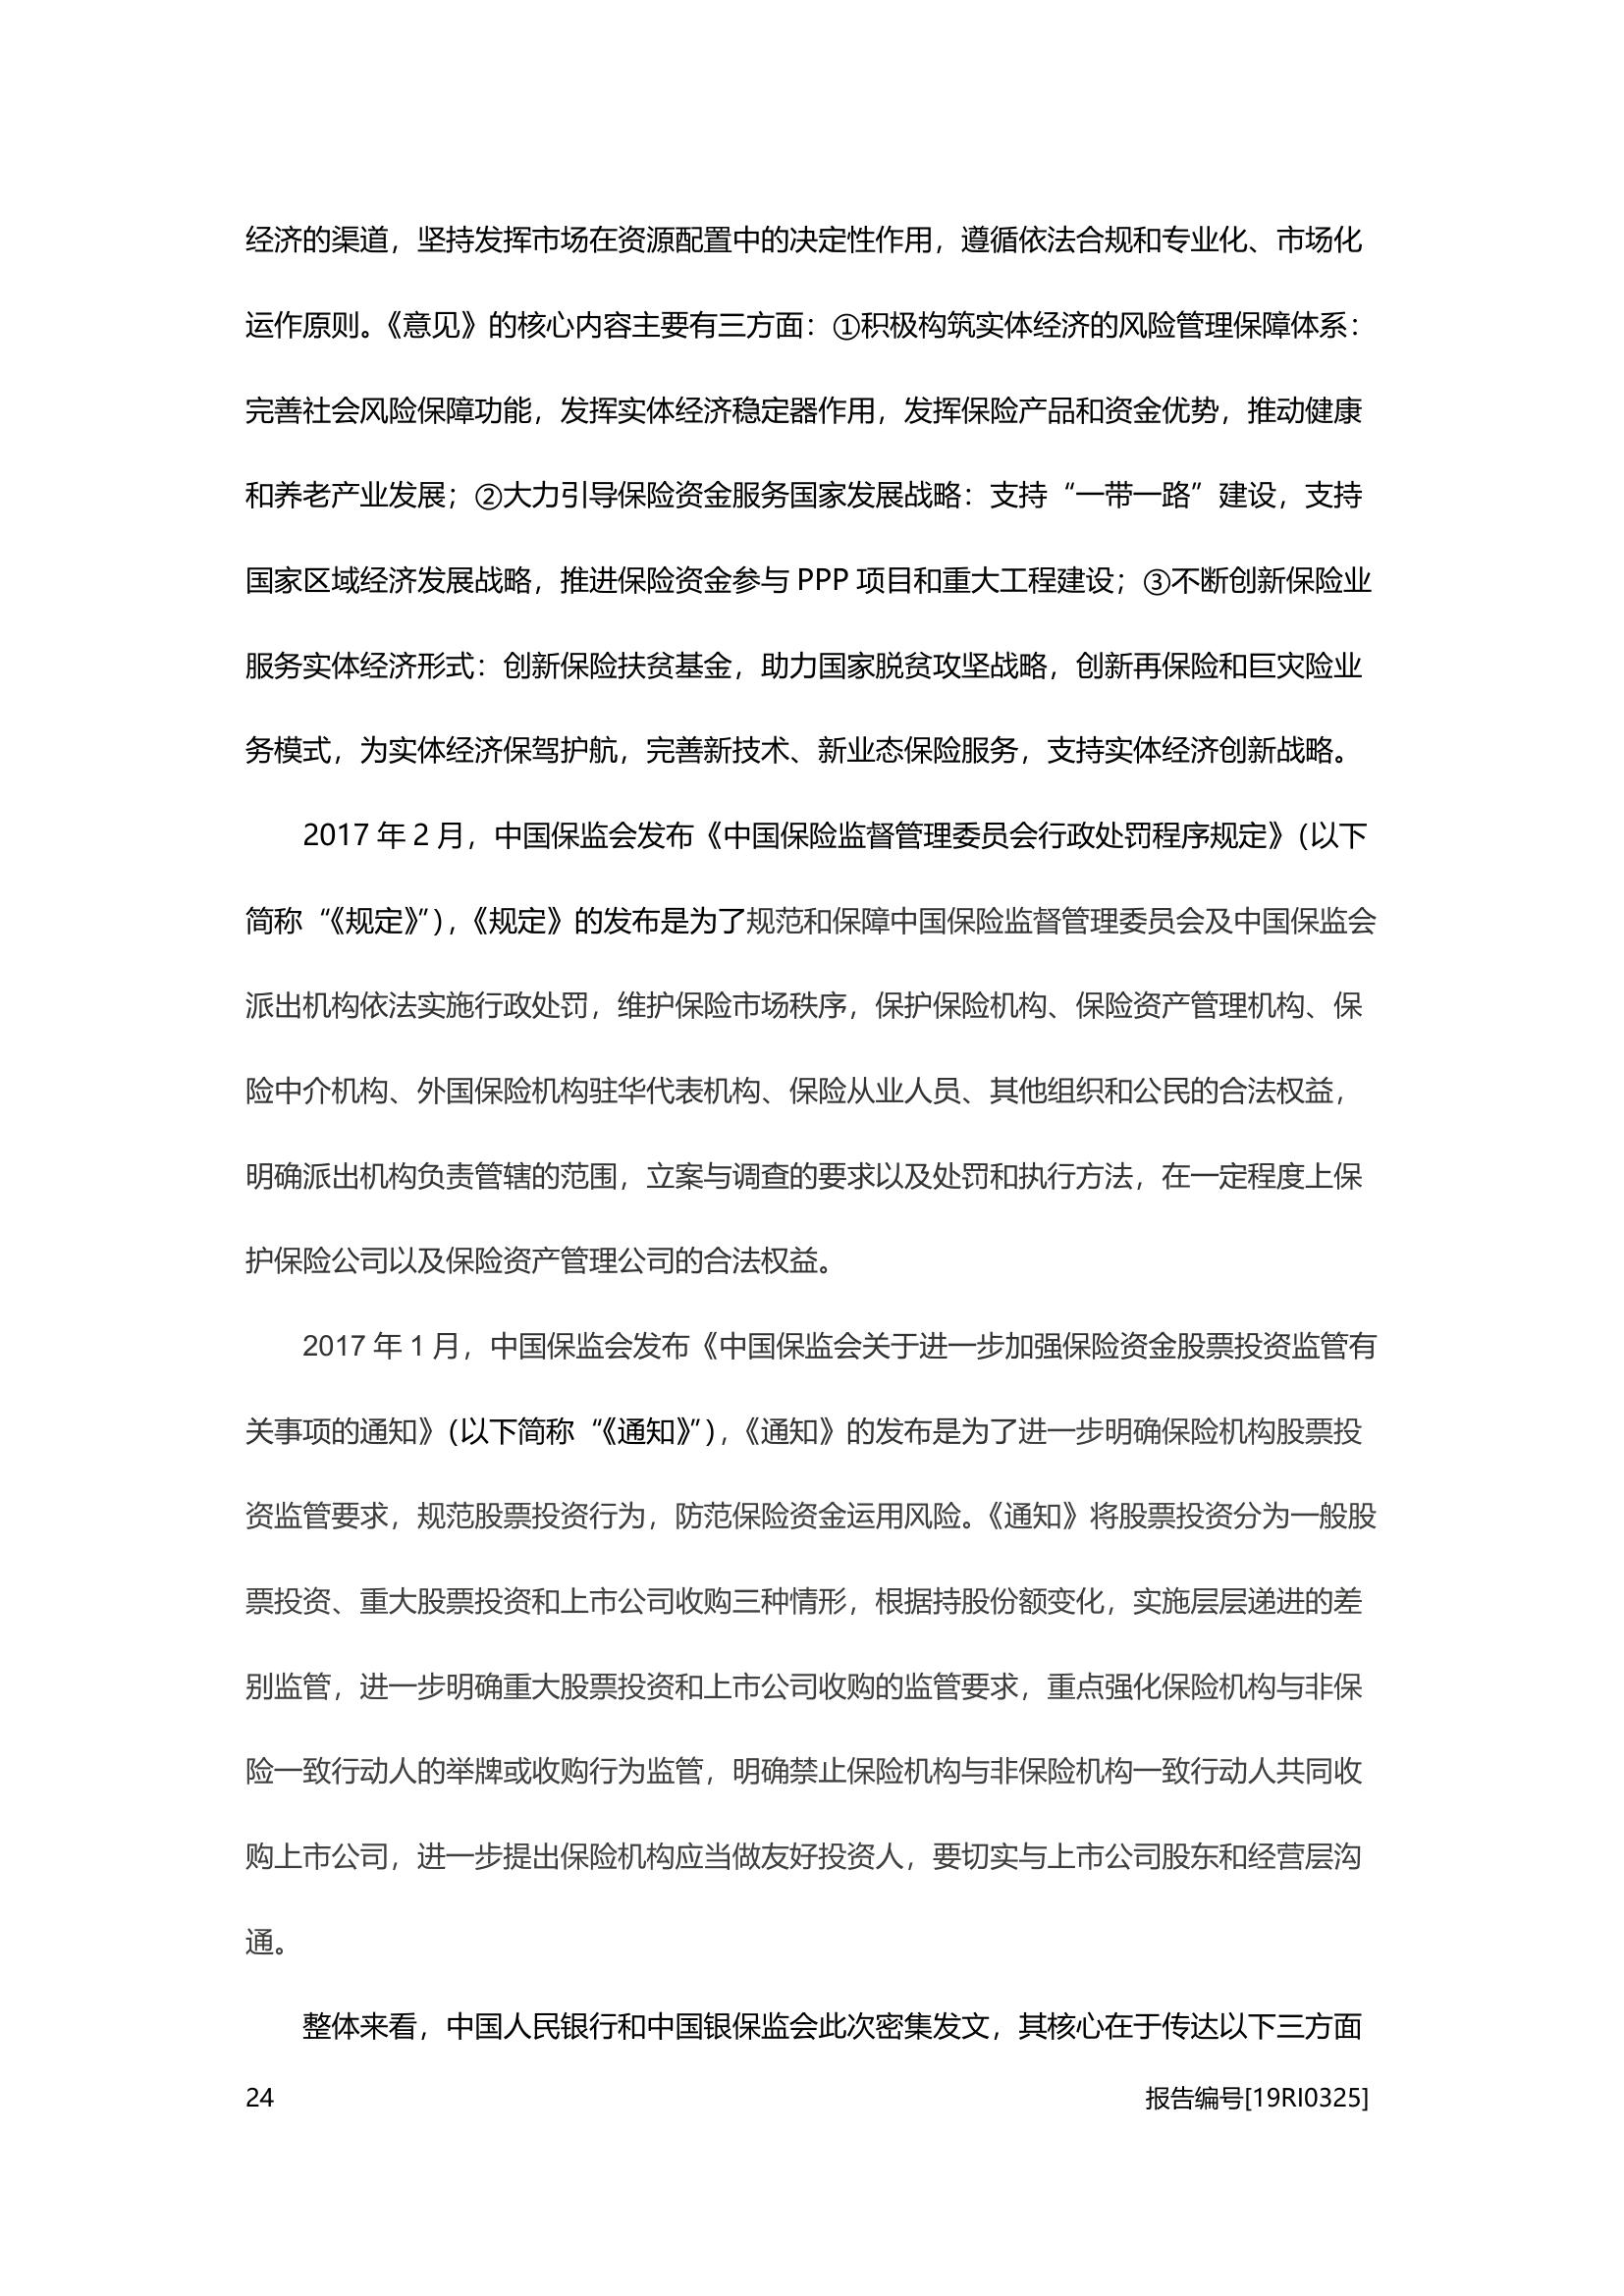 经济的渠道，坚持发挥市场在资源配置中的决定性作用，遵循依法合规和专业化、市场化
运作原则。《意见》的核心内容主要有三方面：①积极构筑实体经济的风险管理保障体系：
完善社会风险保障功能，发挥实体经济稳定器作用，发挥保险产品和资金优势，推动健康
和养老产业发展；②大力引导保险资金服务国家发展战略：支持“一带一路”建设，支持
国家区域经济发展战略，推进保险资金参与 PPP 项目和重大工程建设；③不断创新保险业
服务实体经济形式：创新保险扶贫基金，助力国家脱贫攻坚战略，创新再保险和巨灾险业
务模式，为实体经济保驾护航，完善新技术、新业态保险服务，支持实体经济创新战略。
2017 年 2 月，中国保监会发布《中国保险监督管理委员会行政处罚程序规定》（以下
简称“《规定》”），《规定》的发布是为了规范和保障中国保险监督管理委员会及中国保监会
派出机构依法实施行政处罚，维护保险市场秩序，保护保险机构、保险资产管理机构、保
险中介机构、外国保险机构驻华代表机构、保险从业人员、其他组织和公民的合法权益，
明确派出机构负责管辖的范围，立案与调查的要求以及处罚和执行方法，在一定程度上保
护保险公司以及保险资产管理公司的合法权益。
2017 年 1 月，中国保监会发布《中国保监会关于进一步加强保险资金股票投资监管有
关事项的通知》（以下简称“《通知》”），《通知》的发布是为了进一步明确保险机构股票投
资监管要求，规范股票投资行为，防范保险资金运用风险。《通知》将股票投资分为一般股
票投资、重大股票投资和上市公司收购三种情形，根据持股份额变化，实施层层递进的差
别监管，进一步明确重大股票投资和上市公司收购的监管要求，重点强化保险机构与非保
险一致行动人的举牌或收购行为监管，明确禁止保险机构与非保险机构一致行动人共同收
购上市公司，进一步提出保险机构应当做友好投资人，要切实与上市公司股东和经营层沟
通。
整体来看，中国人民银行和中国银保监会此次密集发文，其核心在于传达以下三方面
24 报告编号[19RI0325]